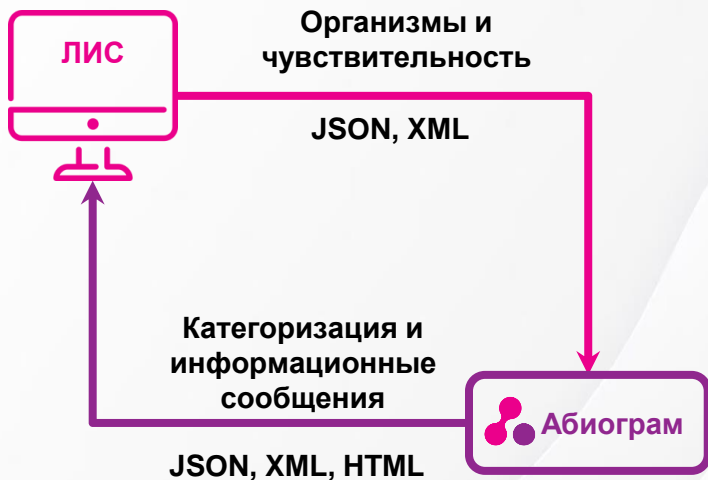 ЛИС
Организмы и
чувствительность
JSON, XML
Категоризация и
информационные
сообщения
Абиограм
JSON, XML, HTML